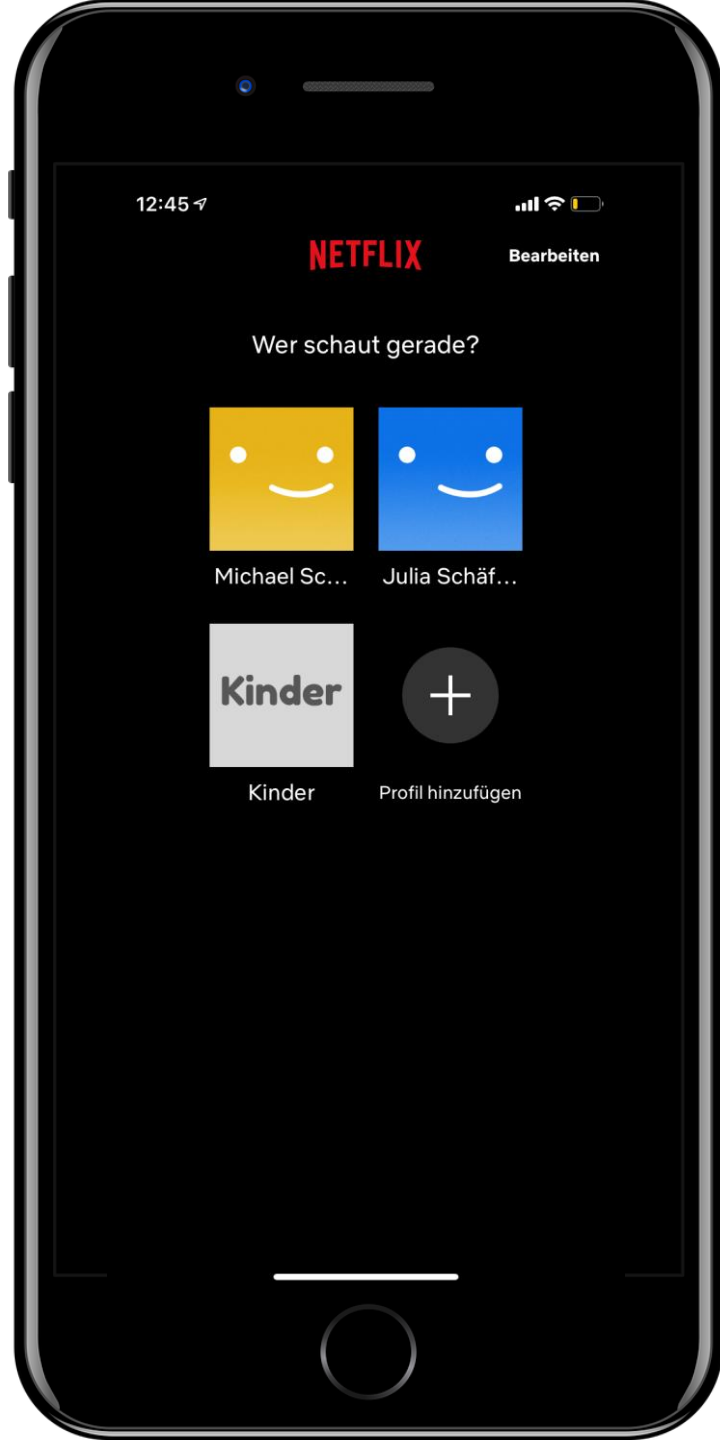 12:45
NETFLIX
Bearbeiten
Wer schaut gerade?
Michael Sc...
Julia Schäf...
Kinder
Kinder
Profil hinzufügen